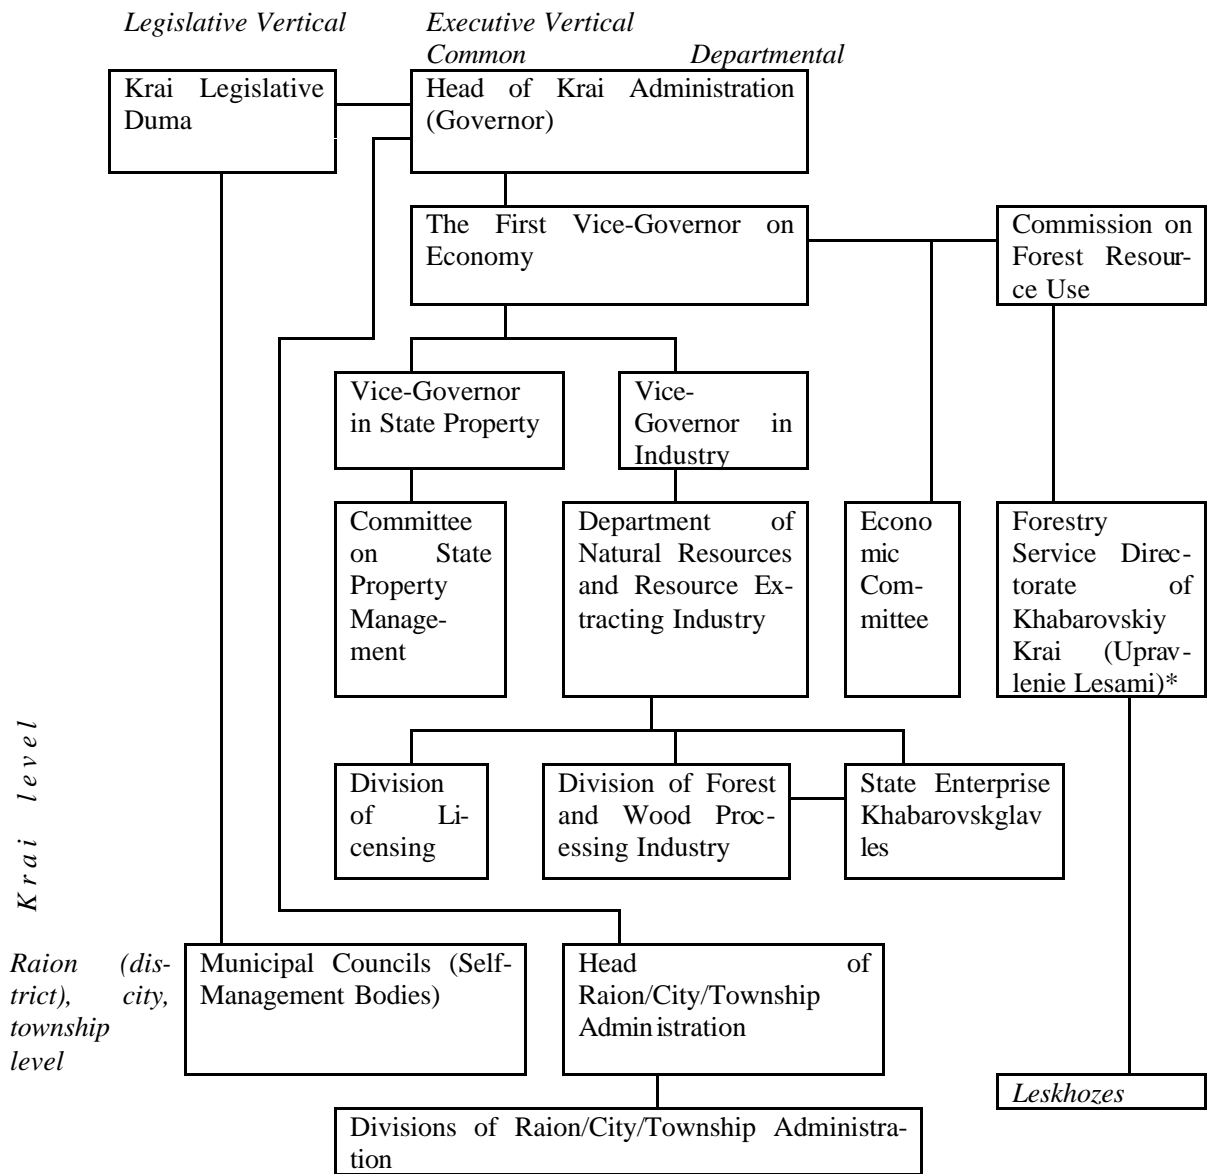 Legislative Vertical
Executive Vertical
Common Departmental
Krai Legislative
Duma
Head of Krai Administration
(Governor)
The First Vice-Governor on
Economy
Commission on
Forest Resour-
ce Use
Vice-Governor
in State Property
Vice-
Governor in
Industry
Committee
on State
Property
Manage-
ment
Department of
Natural Resources
and Resource Ex-
tracting Industry
Econo
mic
Com-
mittee
Forestry
Service Direc-
torate of
Khabarovskiy
Krai (Uprav-
lenie Lesami)*
Krai level
Division
of Li-
censing
Division of Forest
and Wood Proc-
essing Industry
State Enterprise
Khabarovskglav
les
Raion (dis-
trict), city,
township
level
Municipal Councils (Self-
Management Bodies)
Head of
Raion/City/Township
Administration
Leskhozes
Divisions of Raion/City/Township Administra-
tion